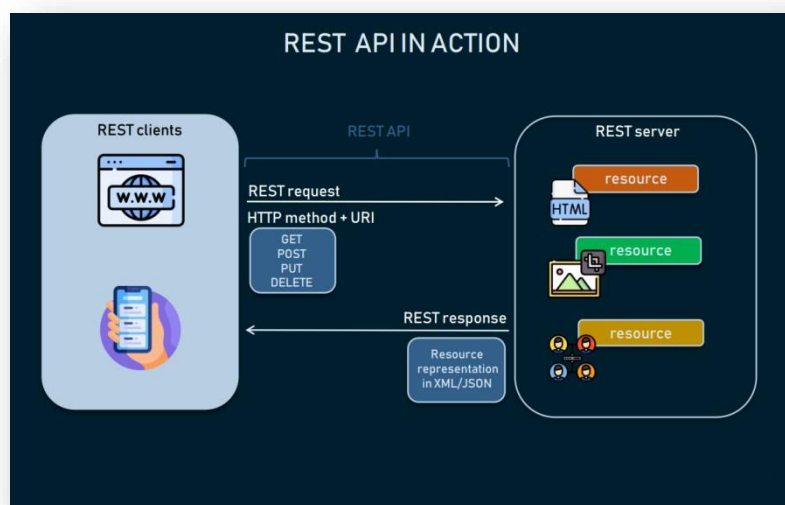 REST API IN ACTION
REST clients
W.W.W
REST API
REST request
HTTP method + URI
GET
POST
PUT
DELETE
REST response
Resource
representation
in XML/JSON
REST server
resource
HTML
resource
resource